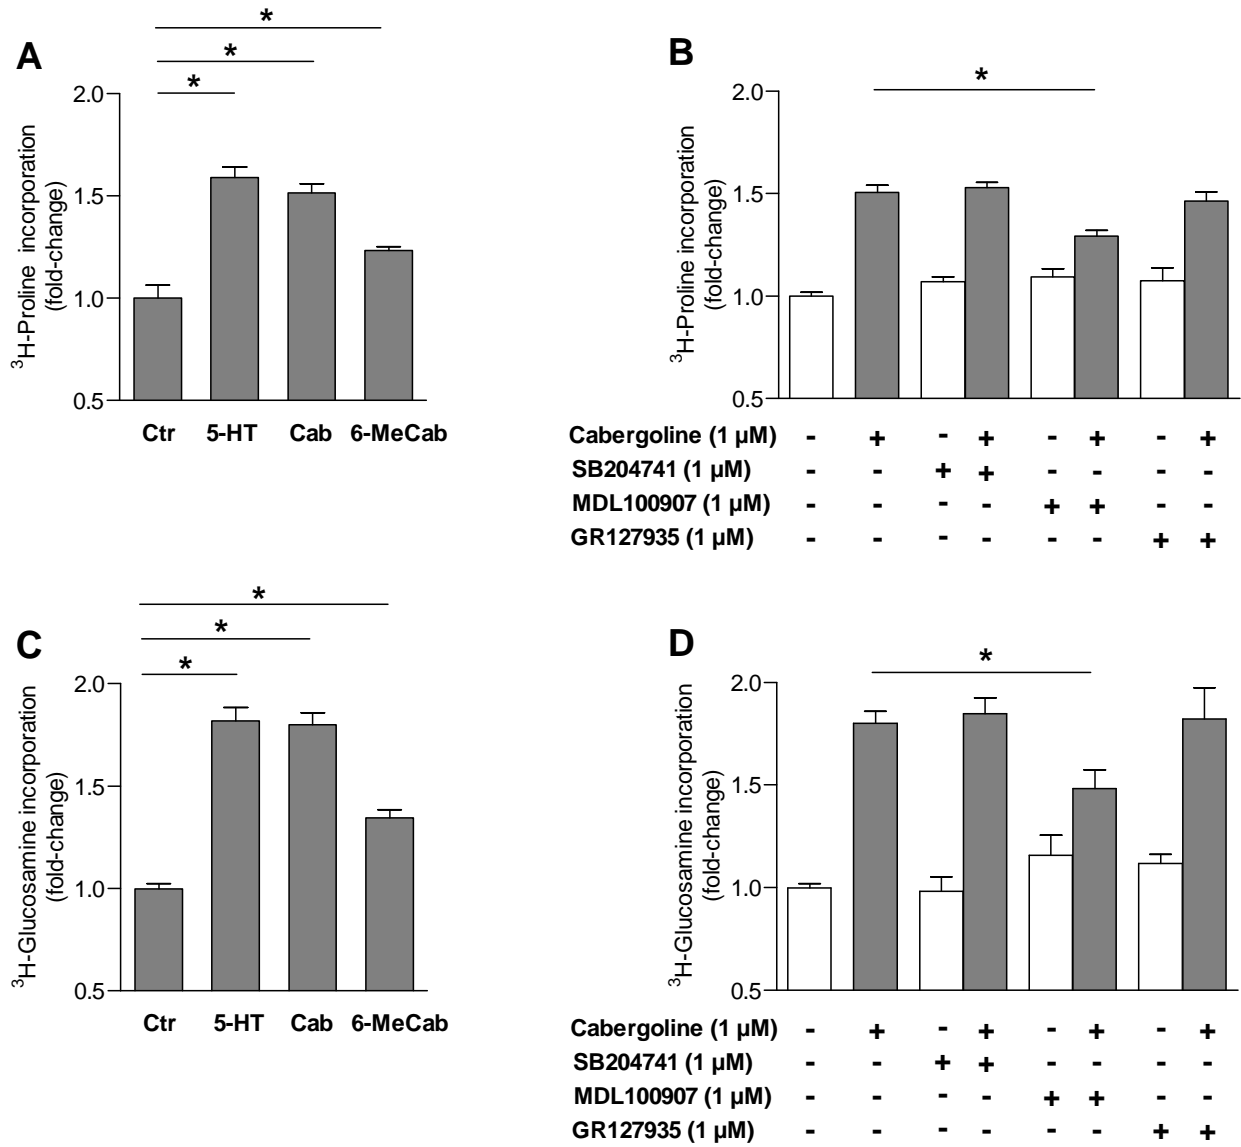 A
*
*
*
2.0
1.5
1.0
0.5
³H-Proline incorporation
(fold-change)
Ctr 5-HT Cab 6-MeCab
B
*
2.0
1.5
1.0
0.5
³H-Proline incorporation
(fold-change)
Cabergoline (1 µM) - + - + - + - +
SB204741 (1 µM) - - + + - - - -
MDL100907 (1 µM) - - - - + + - -
GR127935 (1 µM) - - - - - - + +
C
*
*
*
2.0
1.5
1.0
0.5
³H-Glucosamine incorporation
(fold-change)
Ctr 5-HT Cab 6-MeCab
D
*
2.0
1.5
1.0
0.5
³H-Glucosamine incorporation
(fold-change)
Cabergoline (1 µM) - + - + - + - +
SB204741 (1 µM) - - + + - - - -
MDL100907 (1 µM) - - - - + + - -
GR127935 (1 µM) - - - - - - + +